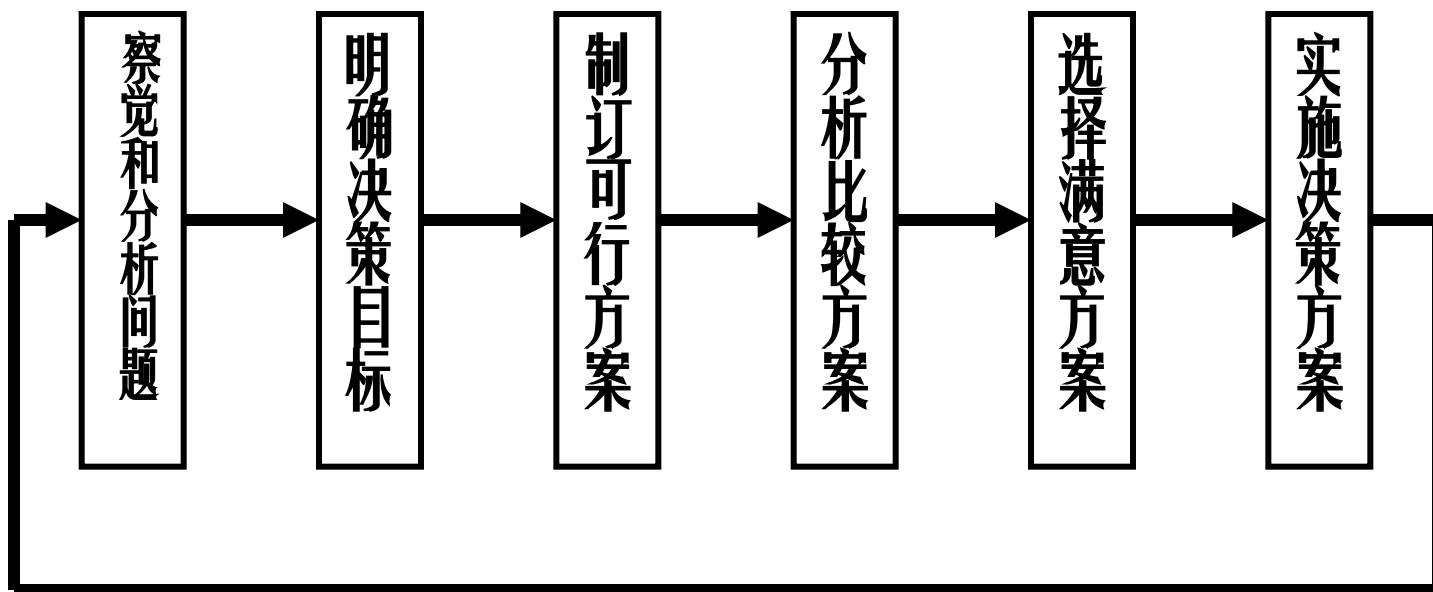 察觉和分析问题
明确决策目标
制订可行方案
分析比较方案
选择满意方案
实施决策方案